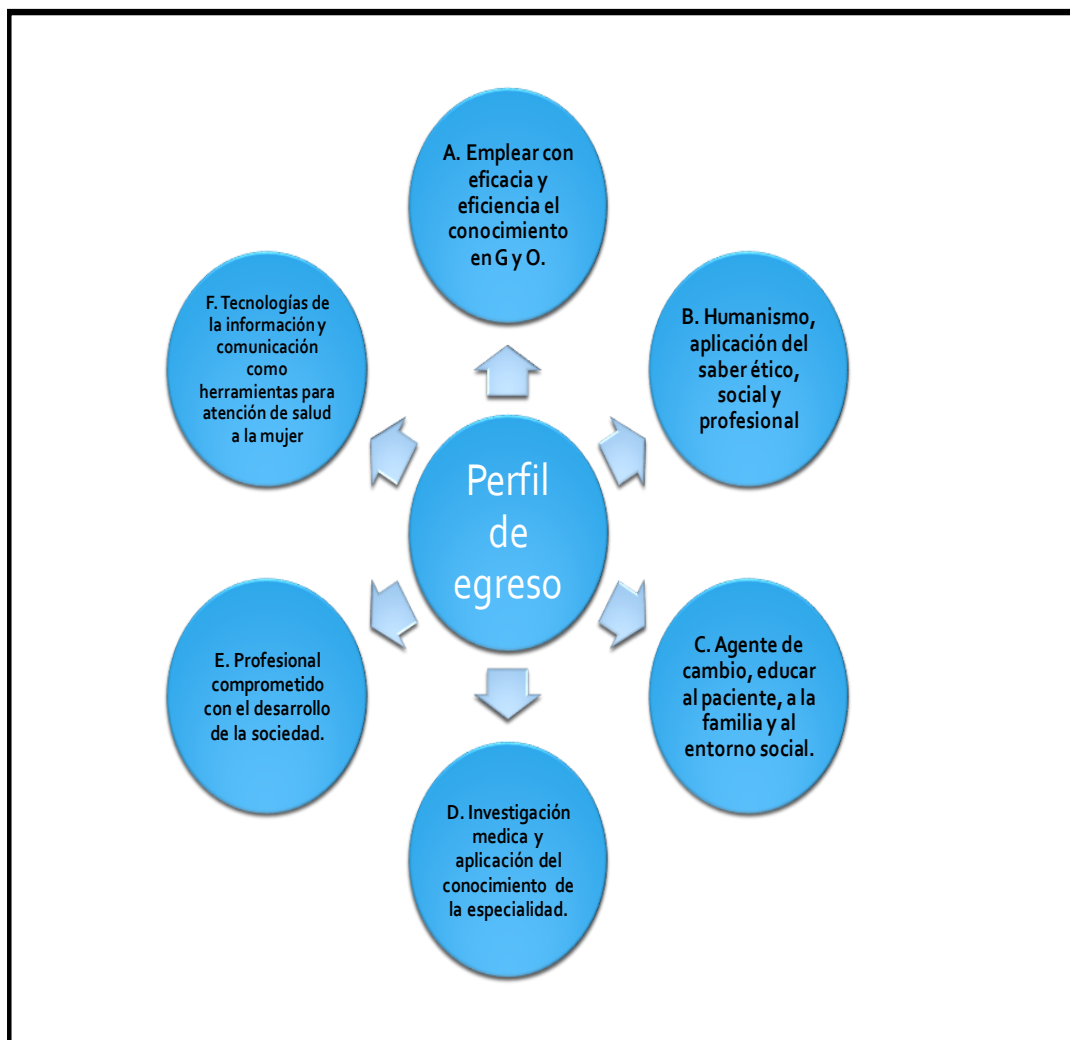 A. Emplear con
eficacia y
eficiencia el
conocimiento
en G y O.
B. Humanismo,
aplicación del
saber ético,
social y
profesional
C. Agente de
cambio, educar
al paciente, a la
familia y al
entorno social.
D. Investigación
medica y
aplicación del
conocimiento de
la especialidad.
E. Profesional
comprometido
con el desarrollo
de la sociedad.
F. Tecnologías de
la información y
comunicación
como
herramientas para
atención de salud
a la mujer
Perfil
de
egreso